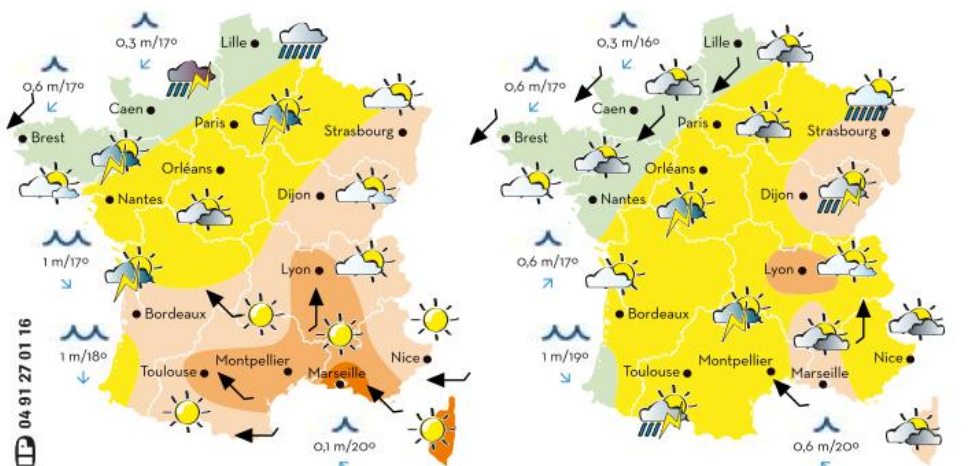 0,3 m/17°
Lille
0,6 m/17°
Caen
Paris
Strasbourg
Brest
Orléans
Nantes
Dijon
1 m/17°
Lyon
Bordeaux
1 m/18°
Toulouse
Montpellier
Nice
Marseille
0,1 m/20°
04 91 27 01 16
0,3 m/16°
Lille
0,6 m/17°
Caen
Paris
Strasbourg
Brest
Orléans
Nantes
Dijon
0,6 m/17°
Lyon
Bordeaux
1 m/19°
Toulouse
Montpellier
Nice
Marseille
0,6 m/20°